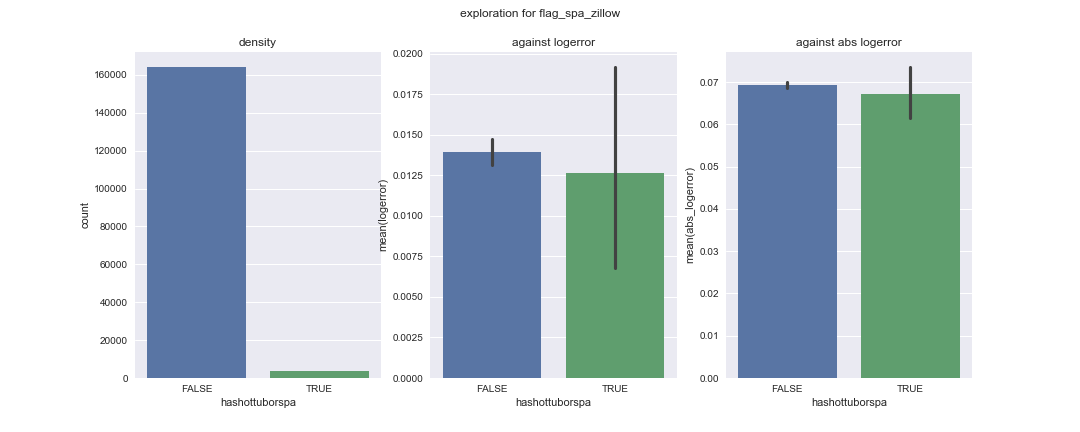 exploration for flag_spa_zillow
density
160000
140000
120000
100000
80000
60000
40000
20000
0
count
FALSE
TRUE
hashottuborspa
against logerror
0.0200
0.0175
0.0150
0.0125
0.0100
0.0075
0.0050
0.0025
0.0000
mean(logerror)
FALSE
TRUE
hashottuborspa
against abs logerror
0.07
0.06
0.05
0.04
0.03
0.02
0.01
0.00
mean(abs_logerror)
FALSE
TRUE
hashottuborspa